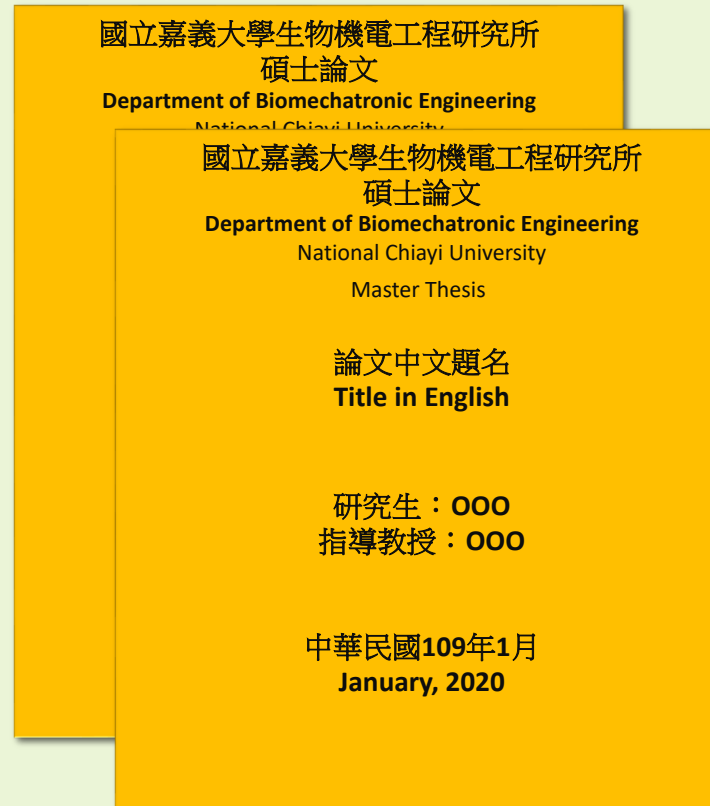 國立嘉義大學生物機電工程研究所
碩士論文
Department of Biomechatronic Engineering
National Chiayi University
國立嘉義大學生物機電工程研究所
碩士論文
Department of Biomechatronic Engineering
National Chiayi University
Master Thesis
論文中文題名
Title in English
研究生：OOO
指導教授：OOO
中華民國109年1月
January, 2020